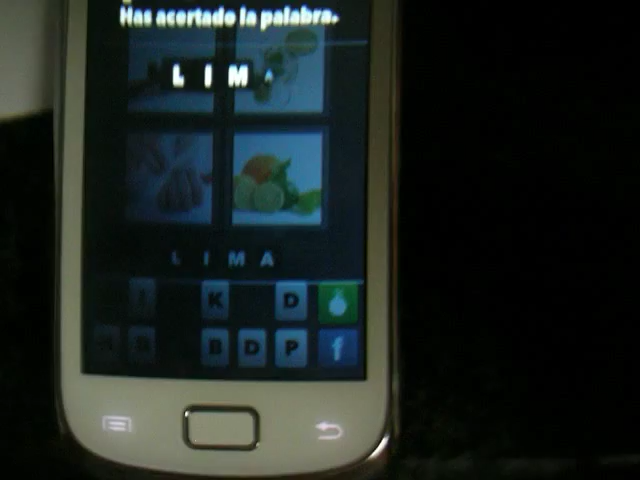 Has acertado la palabra.
L I M A
L I M A
K D
B D P f